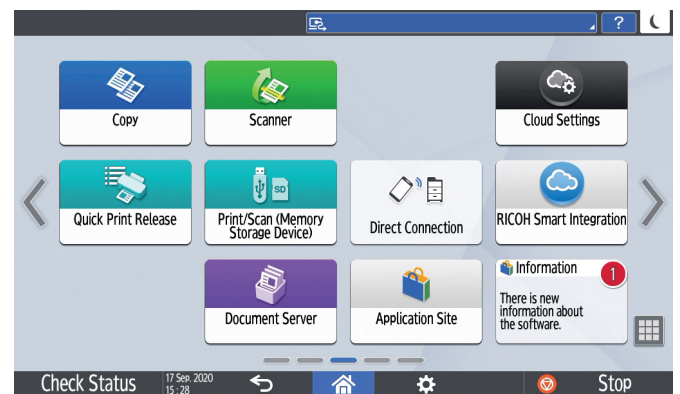 ?
Copy
Scanner
Cloud Settings
Quick Print Release
SD
Print/Scan (Memory
Storage Device)
Direct Connection
RICOH Smart Integration
Document Server
Application Site
Information
1
There is new
information about
the software.
Check Status
17 Sep. 2020
15 : 28
Stop